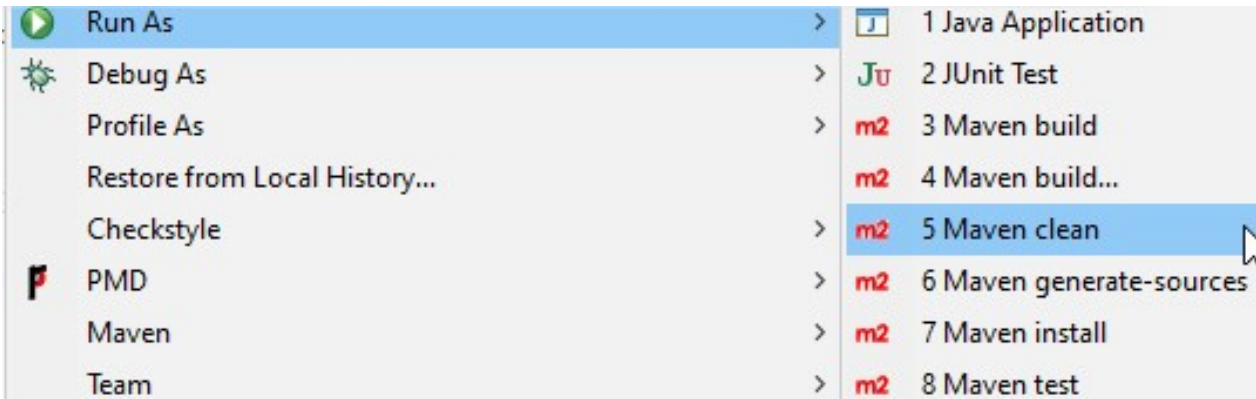 Run As
Debug As
Profile As
Restore from Local History...
Checkstyle
PMD
Maven
Team
J 1 Java Application
JU 2 JUnit Test
m2 3 Maven build
m2 4 Maven build...
m2 5 Maven clean
m2 6 Maven generate-sources
m2 7 Maven install
m2 8 Maven test